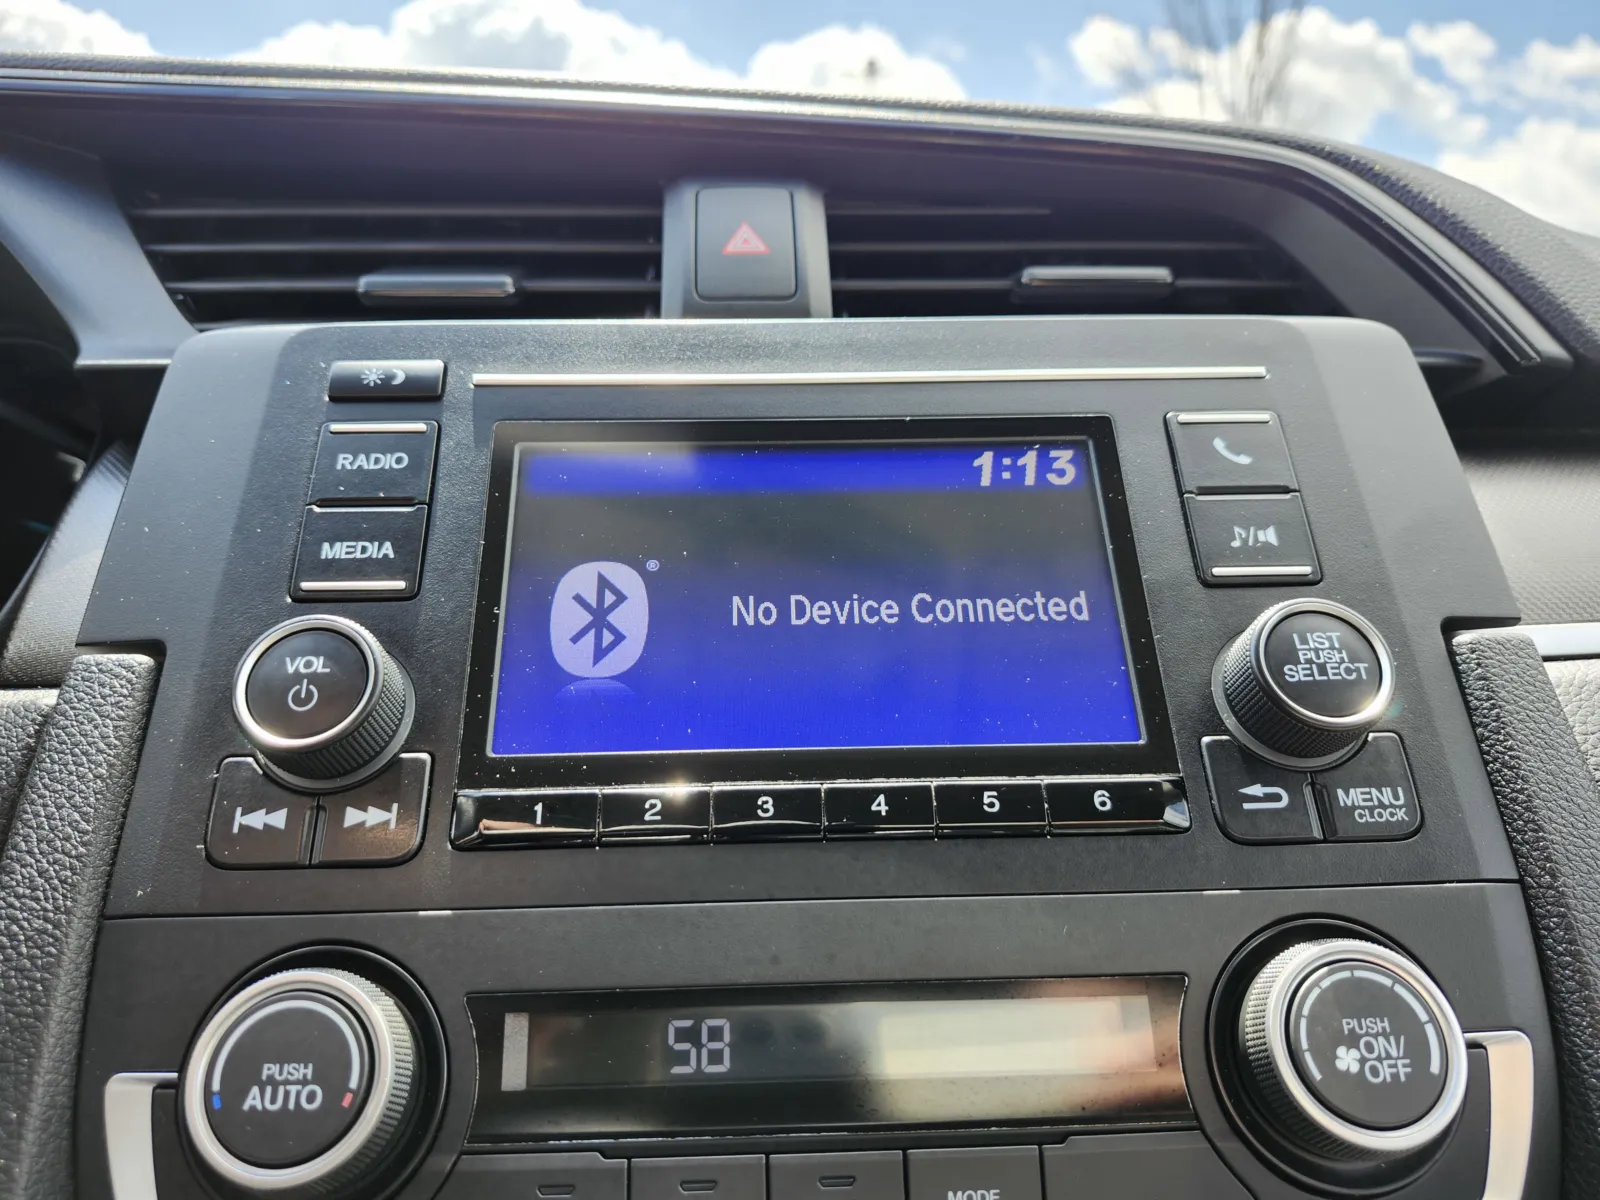 RADIO
MEDIA
VOL
1:13
®
No Device Connected
LIST
PUSH
SELECT
1 2 3 4 5 6
MENU
CLOCK
PUSH
AUTO
58
PUSH
ON/
OFF
MODE